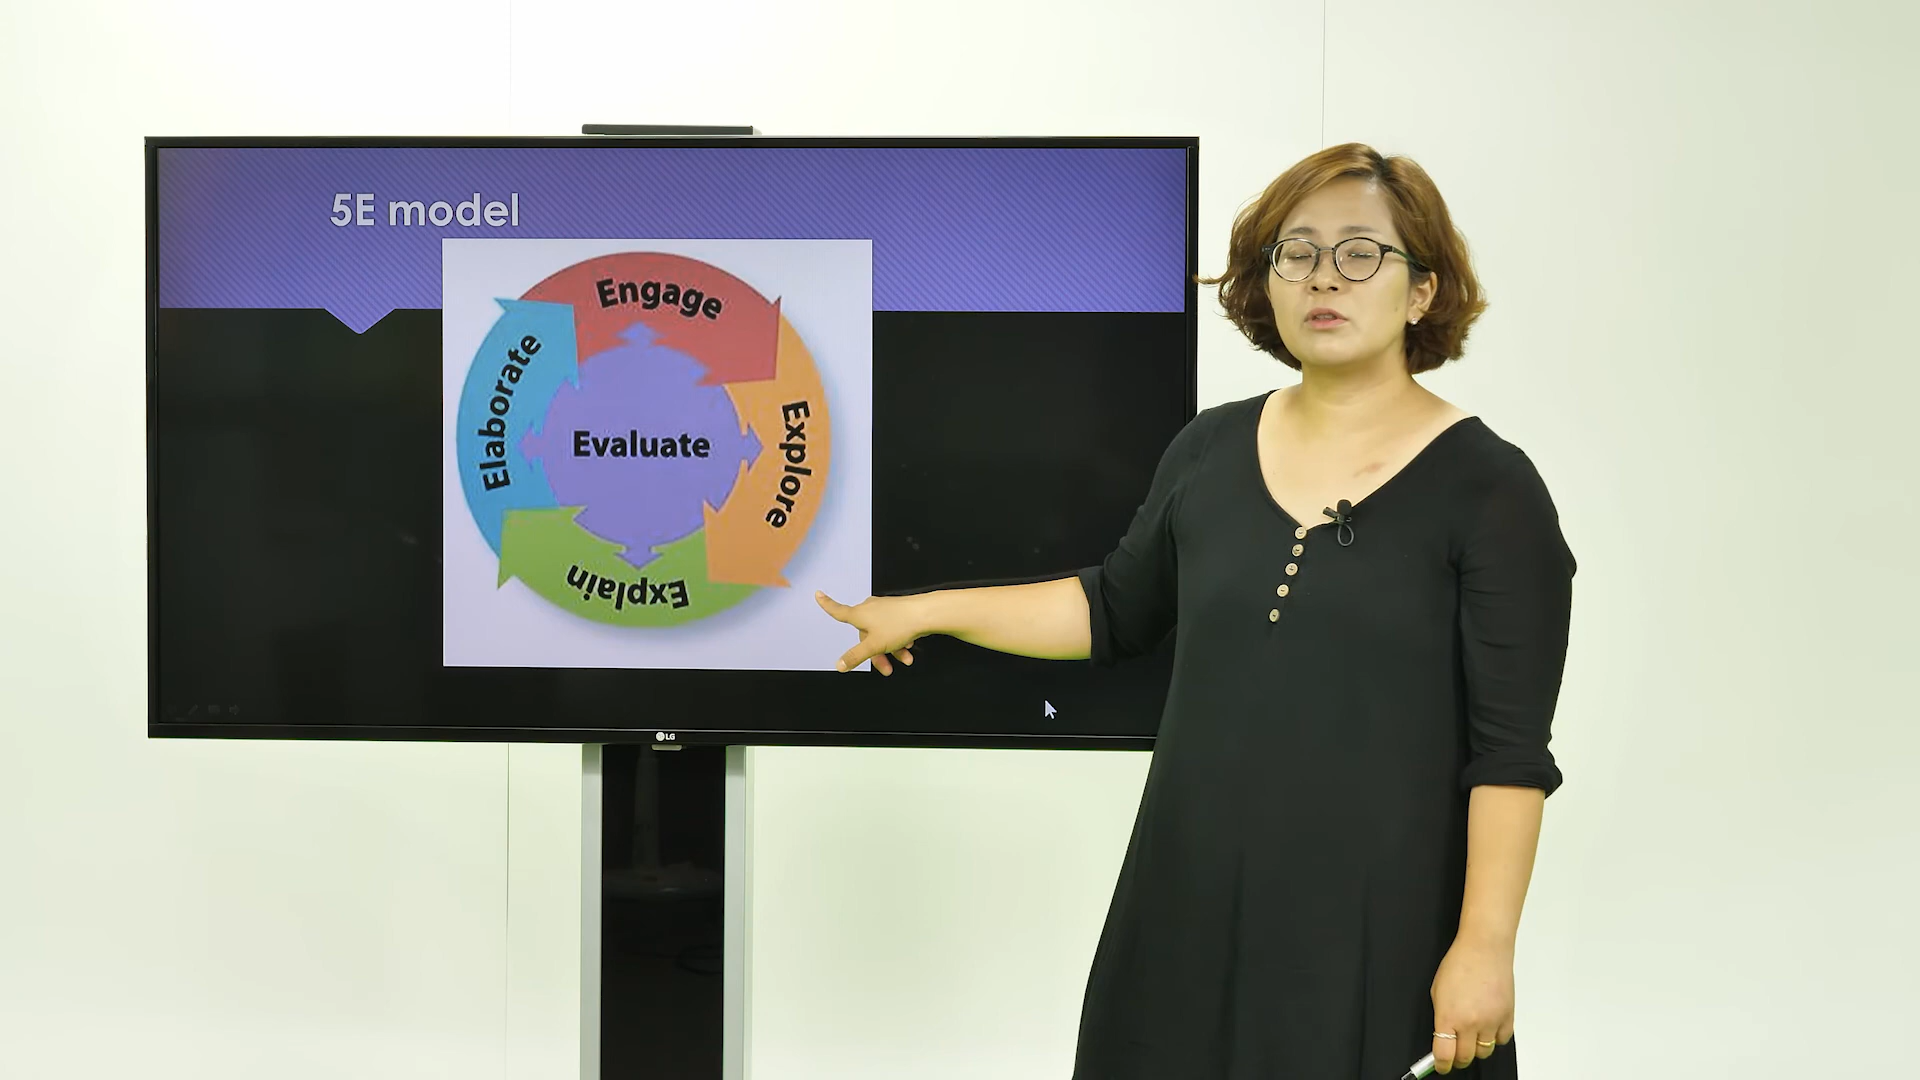 5E model
Engage
Explore
Explain
Elaborate
Evaluate
LG